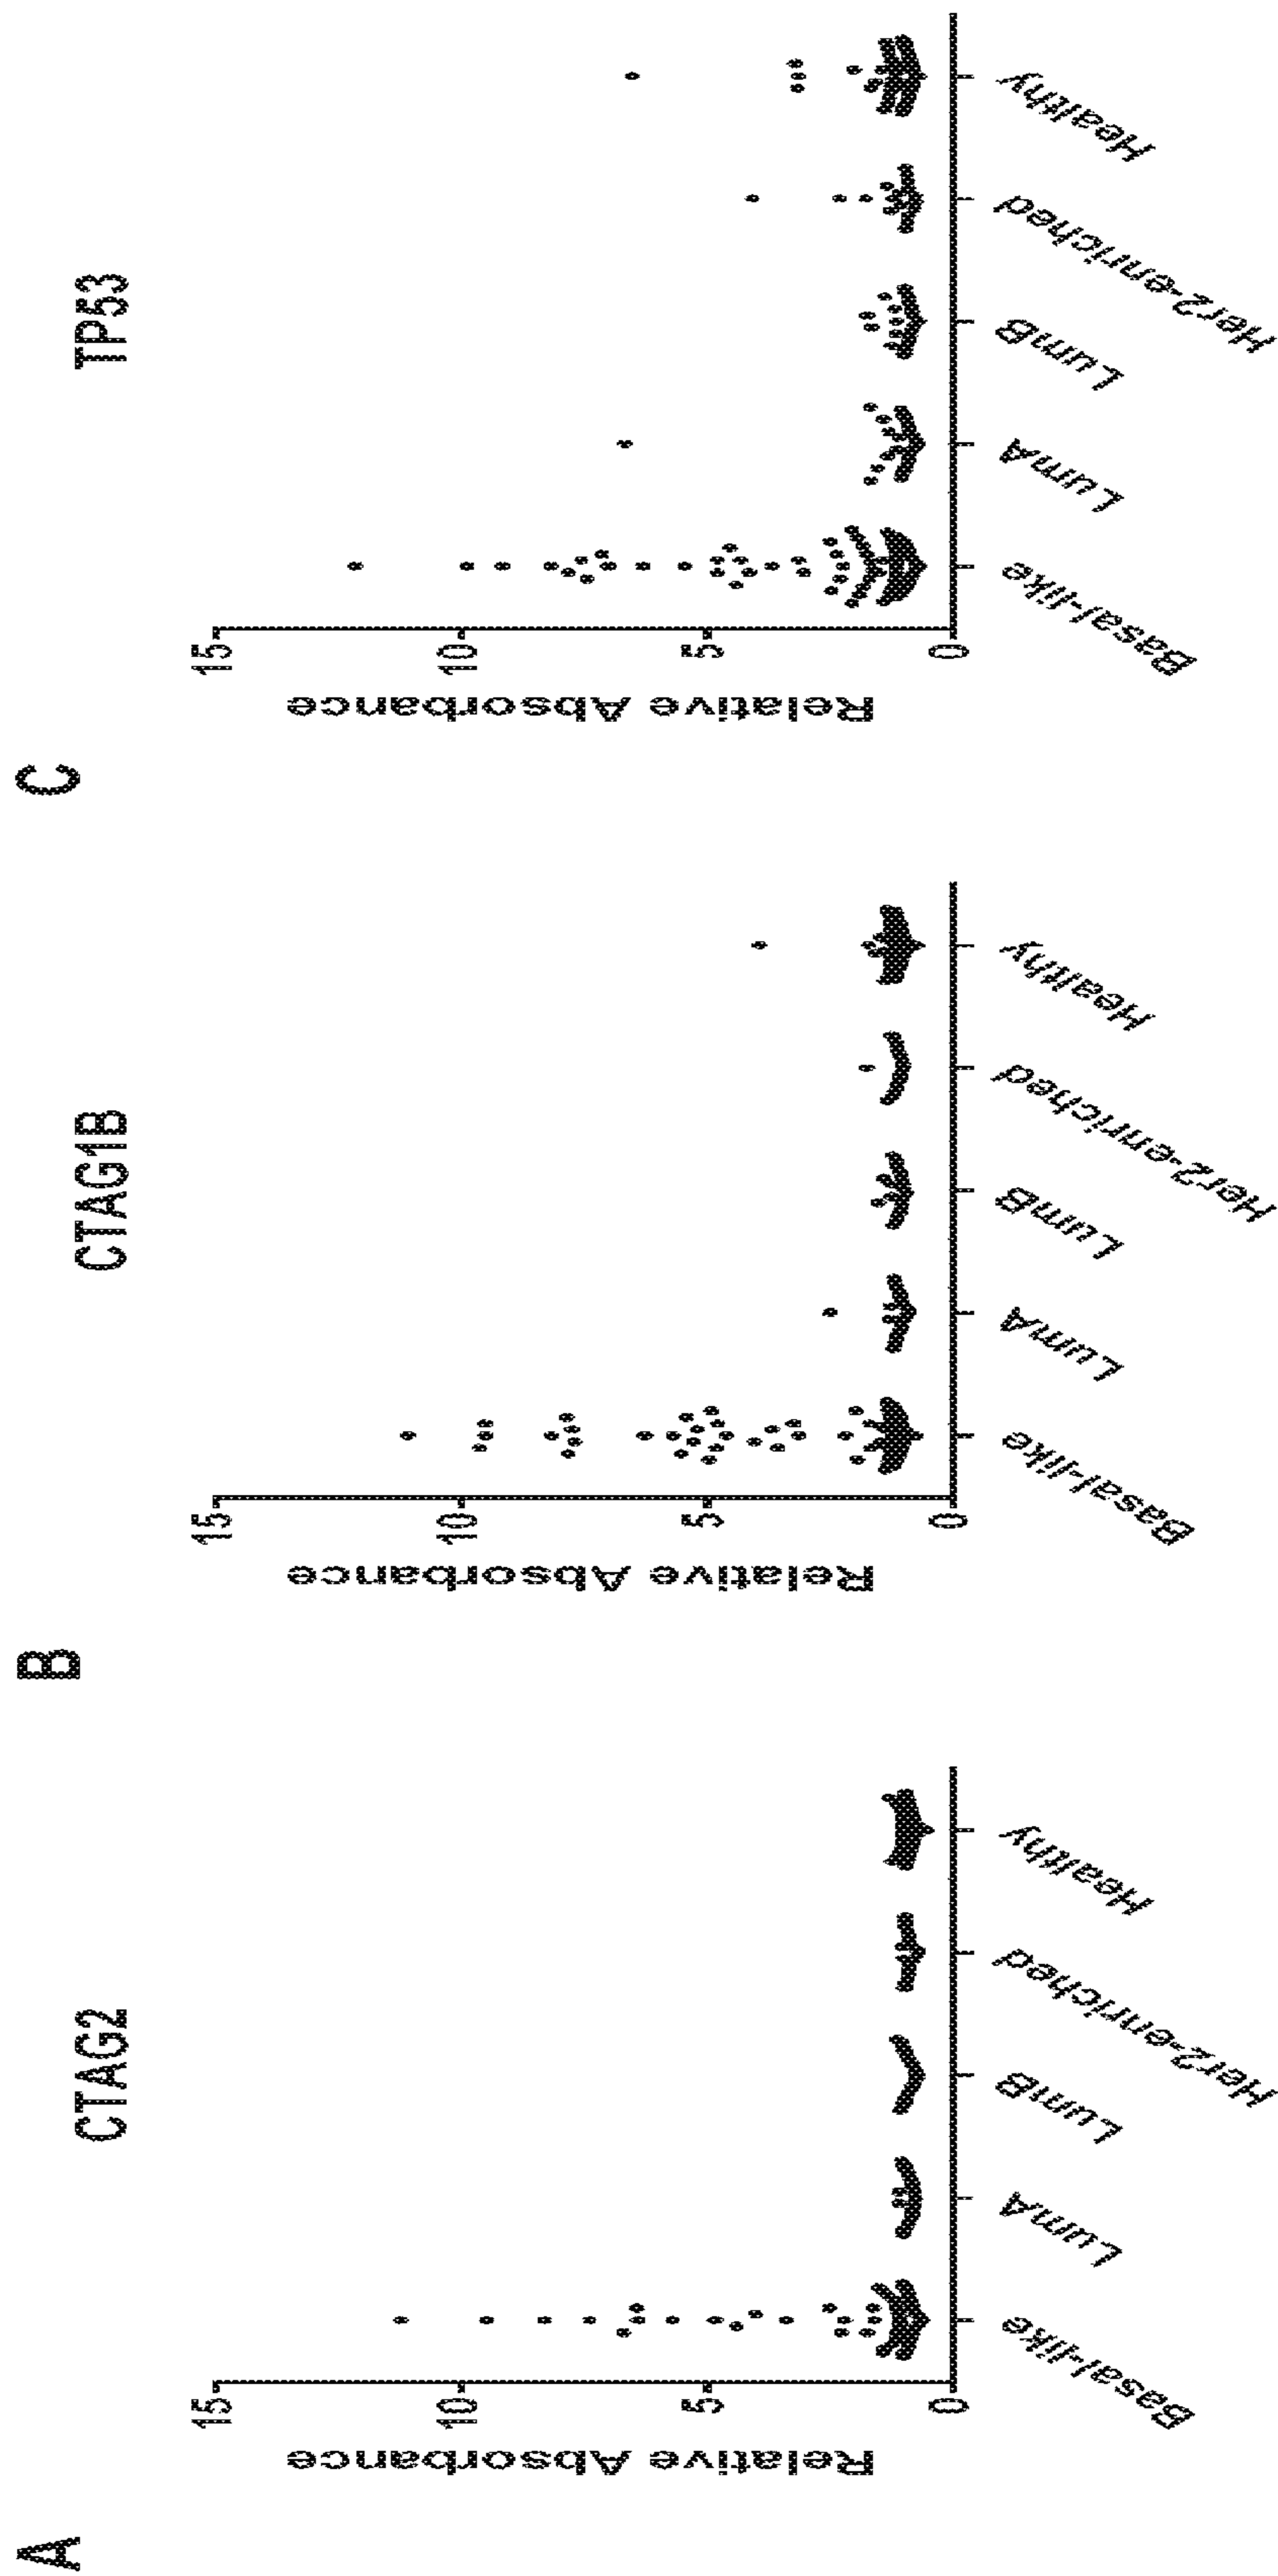 A
CTAG2
Relative Absorbance
15
10
5
0
Basal-like
LumA
LumB
Her2-enriched
Healthy
B
CTAG1B
Relative Absorbance
15
10
5
0
Basal-like
LumA
LumB
Her2-enriched
Healthy
C
TP53
Relative Absorbance
15
10
5
0
Basal-like
LumA
LumB
Her2-enriched
Healthy